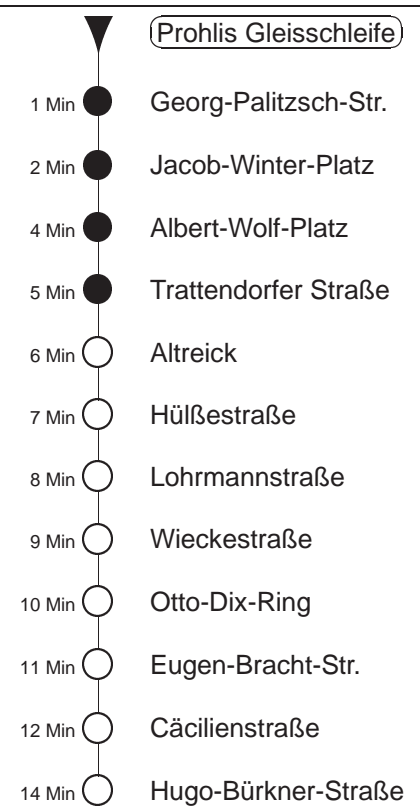 Prohlis Gleisschleife
1 Min Georg-Palitzsch-Str.
2 Min Jacob-Winter-Platz
4 Min Albert-Wolf-Platz
5 Min Trattendorfer Straße
6 Min Altreick
7 Min Hülßestraße
8 Min Lohrmannstraße
9 Min Wieckestraße
10 Min Otto-Dix-Ring
11 Min Eugen-Bracht-Str.
12 Min Cäcilienstraße
14 Min Hugo-Bürkner-Straße